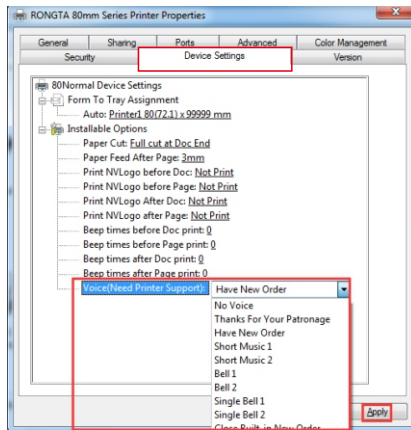 RONGTA 80mm Series Printer Properties
General Sharing Ports Advanced Color Management
Security Device Settings Version
80Normal Device Settings
Form To Tray Assignment
Auto: Printer1 80(72.1) x 99999 mm
Installable Options
Paper Cut: Full cut at Doc End
Paper Feed After Page: 3mm
Print NVLogo before Doc: Not Print
Print NVLogo before Page: Not Print
Print NVLogo After Doc: Not Print
Print NVLogo after Page: Not Print
Beep times before Doc print: 0
Beep times before Page print: 0
Beep times after Doc print: 0
Beep times after Page print: 0
Voice(Need Printer Support): Have New Order
No Voice
Thanks For Your Patronage
Have New Order
Short Music 1
Short Music 2
Bell 1
Bell 2
Single Bell 1
Single Bell 2
Close Built-in New Order
Apply